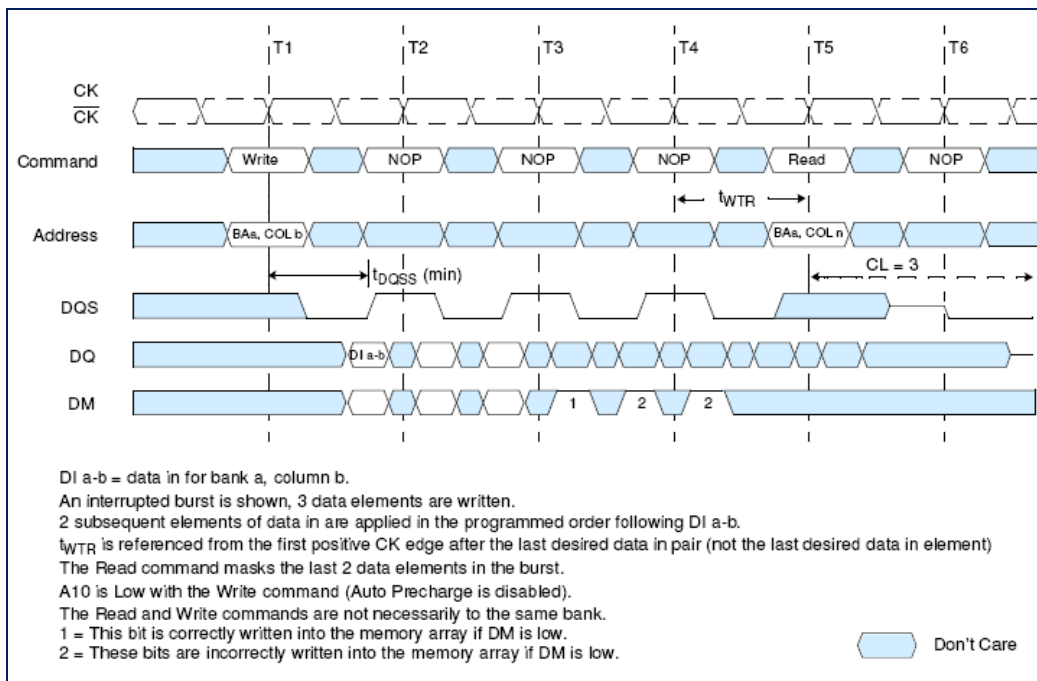 T1 T2 T3 T4 T5 T6
CK
CK
Command Write NOP NOP NOP Read NOP
tWTR
Address BAa, COL b BAa, COL n
tDQSS (min) CL = 3
DQS
DQ DI a-b
DM 1 2 2
DI a-b = data in for bank a, column b.
An interrupted burst is shown, 3 data elements are written.
2 subsequent elements of data in are applied in the programmed order following DI a-b.
tWTR is referenced from the first positive CK edge after the last desired data in pair (not the last desired data in element)
The Read command masks the last 2 data elements in the burst.
A10 is Low with the Write command (Auto Precharge is disabled).
The Read and Write commands are not necessarily to the same bank.
1 = This bit is correctly written into the memory array if DM is low.
2 = These bits are incorrectly written into the memory array if DM is low.
Don't Care